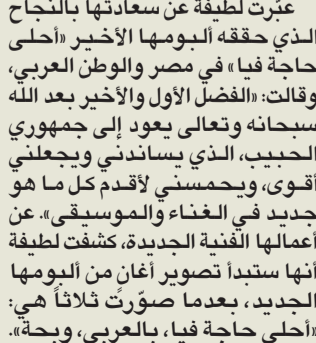 عبّرت لطيفة عن سعادتها بالنجاح
الذي حققه ألبومها الأخير «أحلى
حاجة فيا» في مصر والوطن العربي،
وقالت: «الفضل الأول والأخير بعد الله
سبحانه وتعالى يعود إلى جمهوري
الحبيب، الذي يساندني ويجعلني
أقوى، ويحمسني لأقدم كل ما هو
جديد في الغناء والموسيقى». عن
أعمالها الفنية الجديدة، كشفت لطيفة
أنها ستبدأ تصوير أغانٍ من ألبومها
الجديد، بعدما صوّرت ثلاثاً هي:
«أحلى حاجة فيا، بالعربي، وبحة».